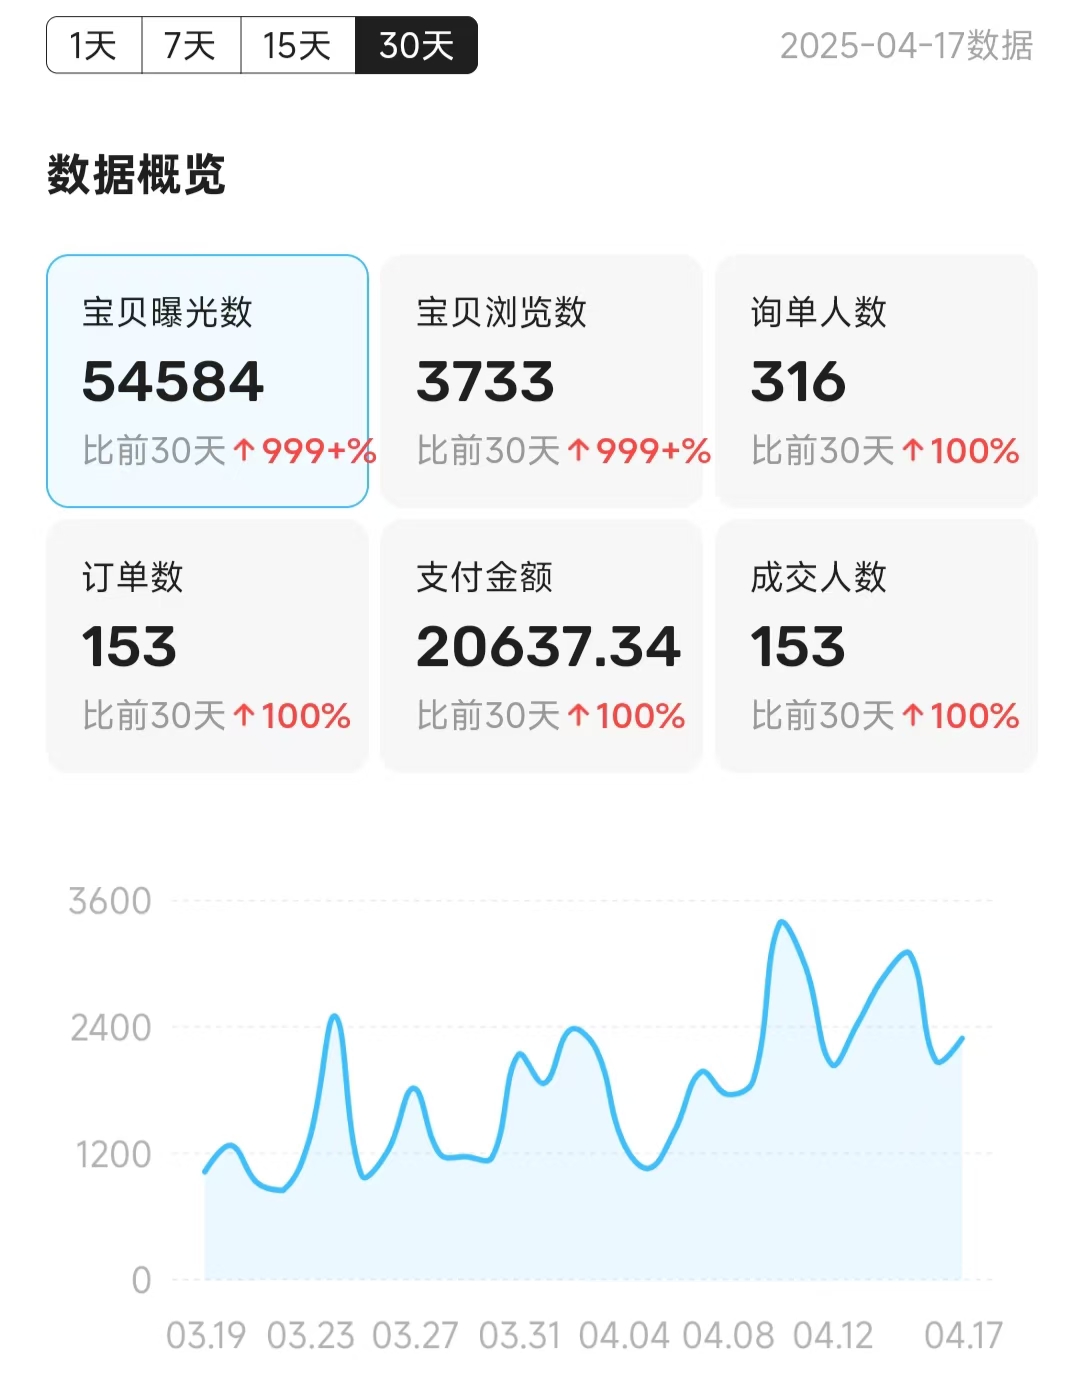 1天 7天 15天 30天 2025-04-17数据
数据概览
宝贝曝光数 宝贝浏览数 询单人数
54584 3733 316
比前30天↑999+% 比前30天↑999+% 比前30天↑100%
订单数 支付金额 成交人数
153 20637.34 153
比前30天↑100% 比前30天↑100% 比前30天↑100%
3600
2400
1200
0
03.19 03.23 03.27 03.31 04.04 04.08 04.12 04.17